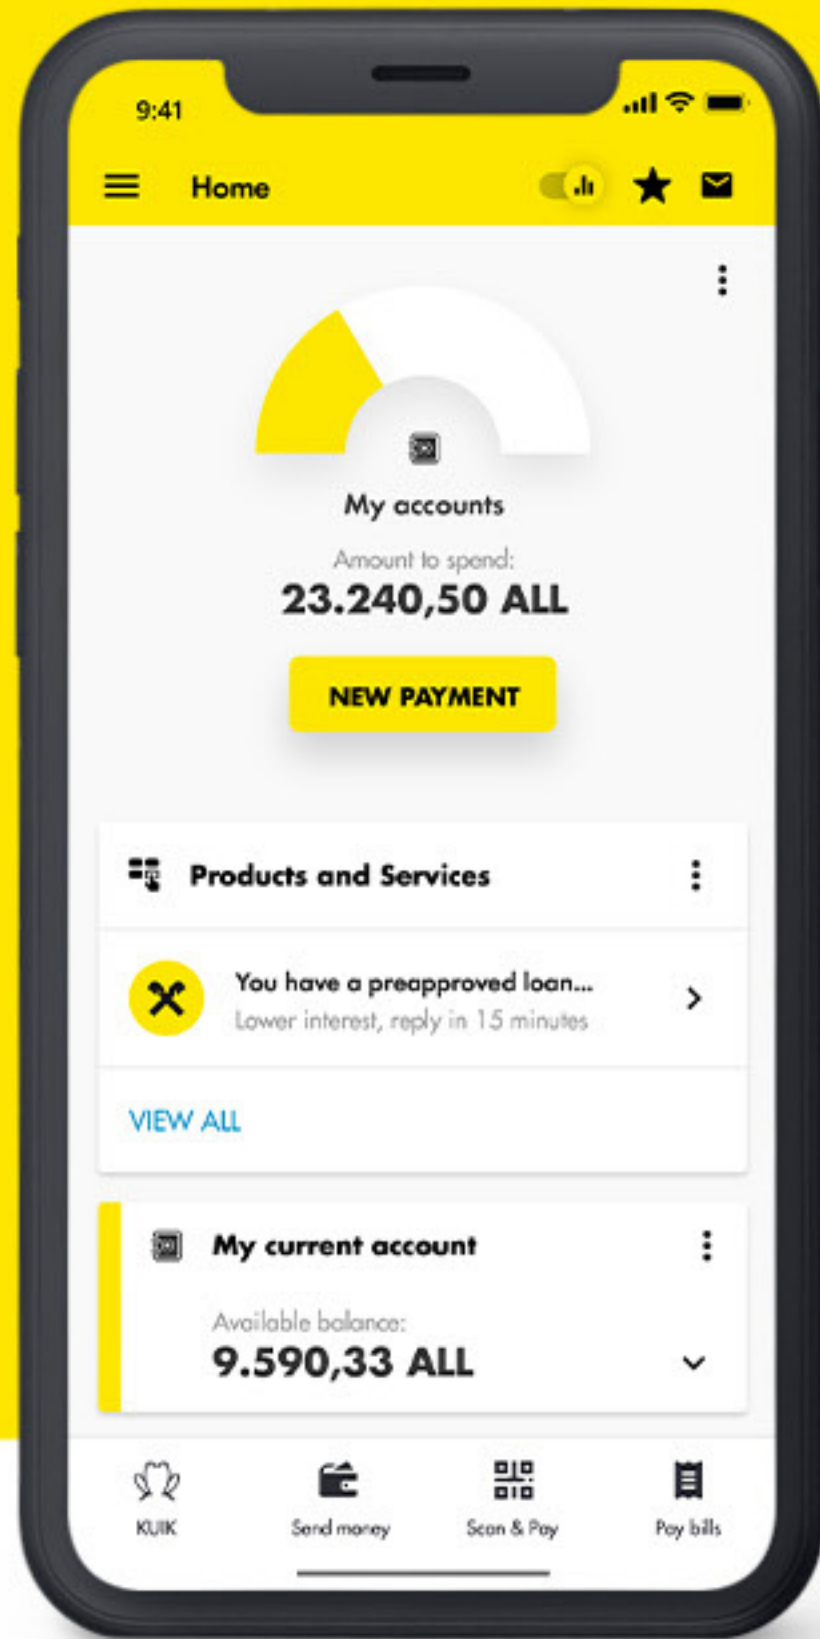 9:41
Home
My accounts
Amount to spend:
23.240,50 ALL
NEW PAYMENT
Products and Services
You have a preapproved loan...
Lower interest, reply in 15 minutes
VIEW ALL
My current account
Available balance:
9.590,33 ALL
KUIK
Send money
Scan & Pay
Pay bills